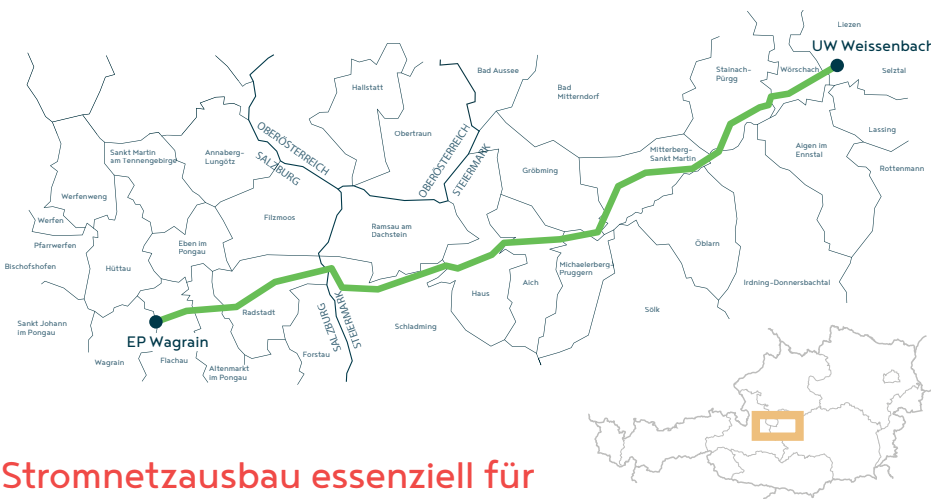 Liezen
UW Weissenbach
Bad Aussee
Stainach-
Pürgg
Wörschach
Selztal
Hallstatt
Bad
Mitterndorf
OBERÖSTERREICH
SALZBURG
Obertraun
OBERÖSTERREICH
STEIERMARK
Lassing
Sankt Martin
am Tennengebirge
Annaberg-
Lungötz
Mitterberg-
Sankt Martin
Aigen im
Ennstal
Gröbming
Rottenmann
Werfenweng
Werfen
Filzmoos
Ramsau am
Dachstein
Pfarrwerfen
Eben im
Pongau
Öblarn
Bischofshofen
Hüttau
Michaelerberg-
Pruggern
Haus
Aich
Irdning-Donnersbachtal
Sölk
Radstadt
SALZBURG
STEIERMARK
Schladming
Sankt Johann
im Pongau
EP Wagrain
Forstau
Wagrain
Flachau
Altenmarkt
im Pongau
Stromnetzausbau essenziell für